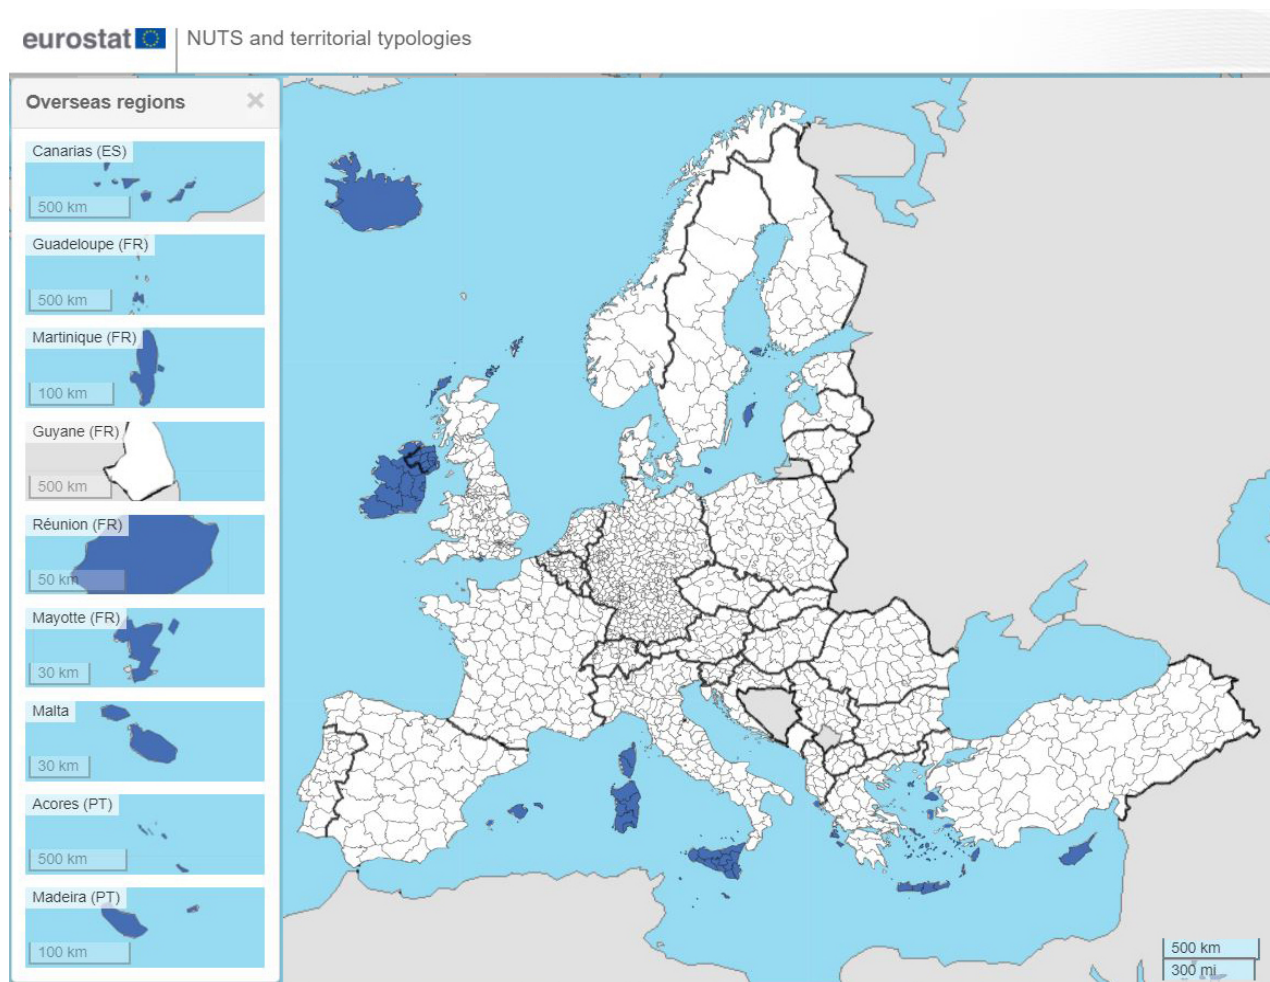 eurostat NUTS and territorial typologies
Overseas regions ×
Canarias (ES)
500 km
Guadeloupe (FR)
500 km
Martinique (FR)
100 km
Guyane (FR)
500 km
Réunion (FR)
50 km
Mayotte (FR)
30 km
Malta
30 km
Acores (PT)
500 km
Madeira (PT)
100 km
500 km
300 mi